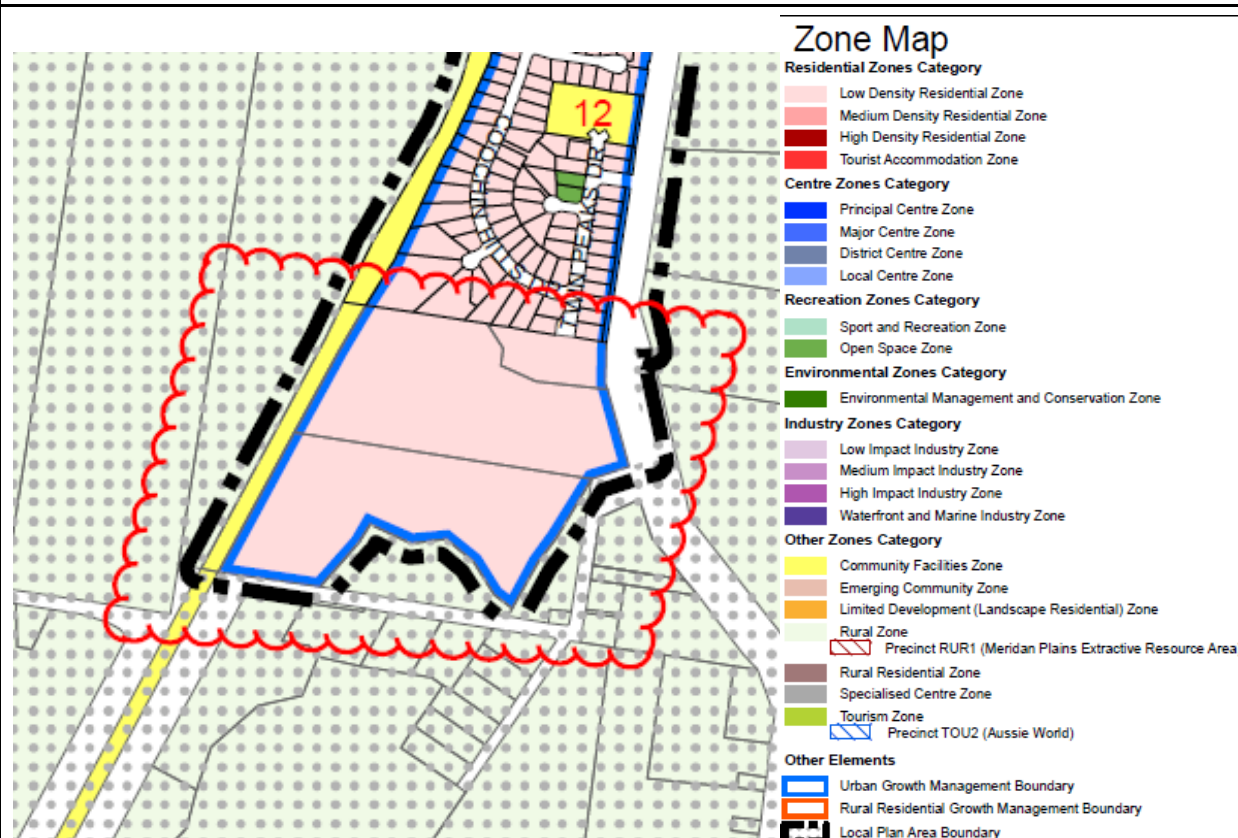 Zone Map
Residential Zones Category
Low Density Residential Zone
Medium Density Residential Zone
High Density Residential Zone
Tourist Accommodation Zone
Centre Zones Category
Principal Centre Zone
Major Centre Zone
District Centre Zone
Local Centre Zone
Recreation Zones Category
Sport and Recreation Zone
Open Space Zone
Environmental Zones Category
Environmental Management and Conservation Zone
Industry Zones Category
Low Impact Industry Zone
Medium Impact Industry Zone
High Impact Industry Zone
Waterfront and Marine Industry Zone
Other Zones Category
Community Facilities Zone
Emerging Community Zone
Limited Development (Landscape Residential) Zone
Rural Zone
Precinct RUR1 (Meridan Plains Extractive Resource Area
Rural Residential Zone
Specialised Centre Zone
Tourism Zone
Precinct TOU2 (Aussie World)
Other Elements
Urban Growth Management Boundary
Rural Residential Growth Management Boundary
Local Plan Area Boundary
12
TWIN PEAKS DR